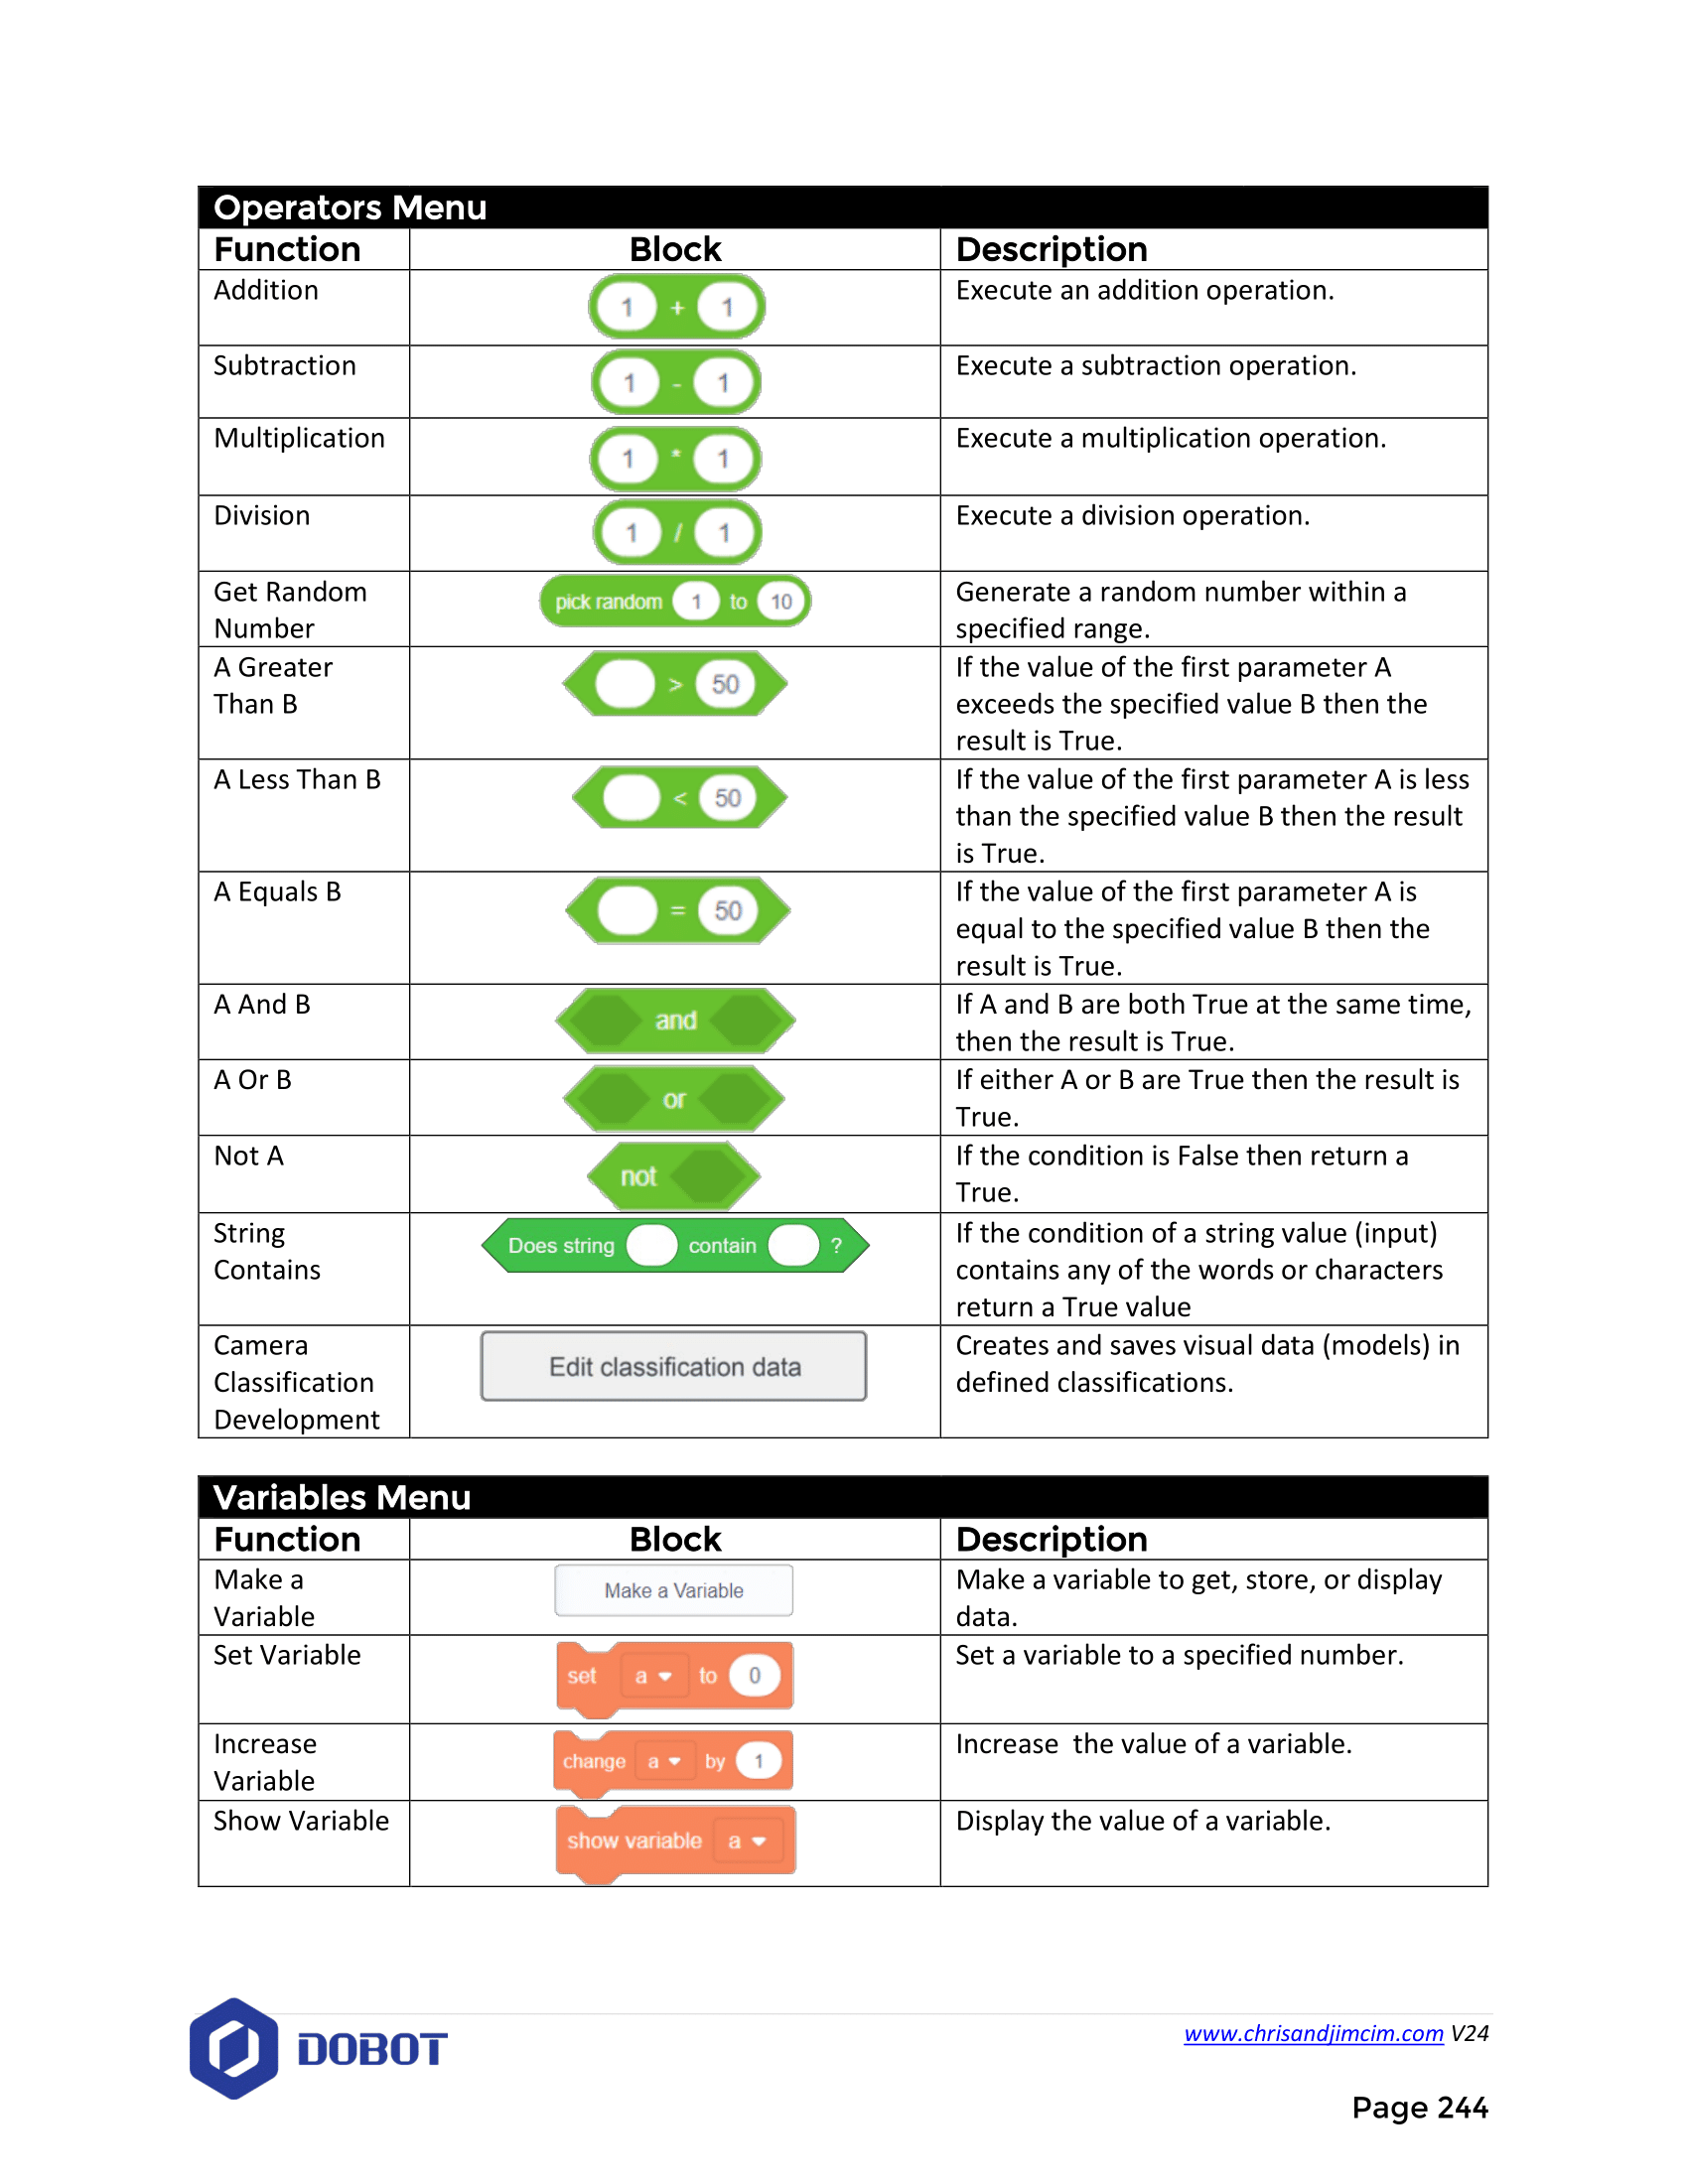 Operators Menu
Function Block Description
Addition 1 + 1 Execute an addition operation.
Subtraction 1 - 1 Execute a subtraction operation.
Multiplication 1 * 1 Execute a multiplication operation.
Division 1 / 1 Execute a division operation.
Get Random pick random 1 to 10 Generate a random number within a
Number specified range.
A Greater > 50 If the value of the first parameter A
Than B exceeds the specified value B then the
result is True.
A Less Than B < 50 If the value of the first parameter A is less
than the specified value B then the result
is True.
A Equals B = 50 If the value of the first parameter A is
equal to the specified value B then the
result is True.
A And B and If A and B are both True at the same time,
then the result is True.
A Or B or If either A or B are True then the result is
True.
Not A not If the condition is False then return a
True.
String Does string contain ? If the condition of a string value (input)
Contains contains any of the words or characters
return a True value
Camera Edit classification data Creates and saves visual data (models) in
Classification defined classifications.
Development
Variables Menu
Function Block Description
Make a Make a Variable Make a variable to get, store, or display
Variable data.
Set Variable set a to 0 Set a variable to a specified number.
Increase change a by 1 Increase  the value of a variable.
Variable
Show Variable show variable a Display the value of a variable.
DOBOT www.chrisandjimcim.com V24
Page 244